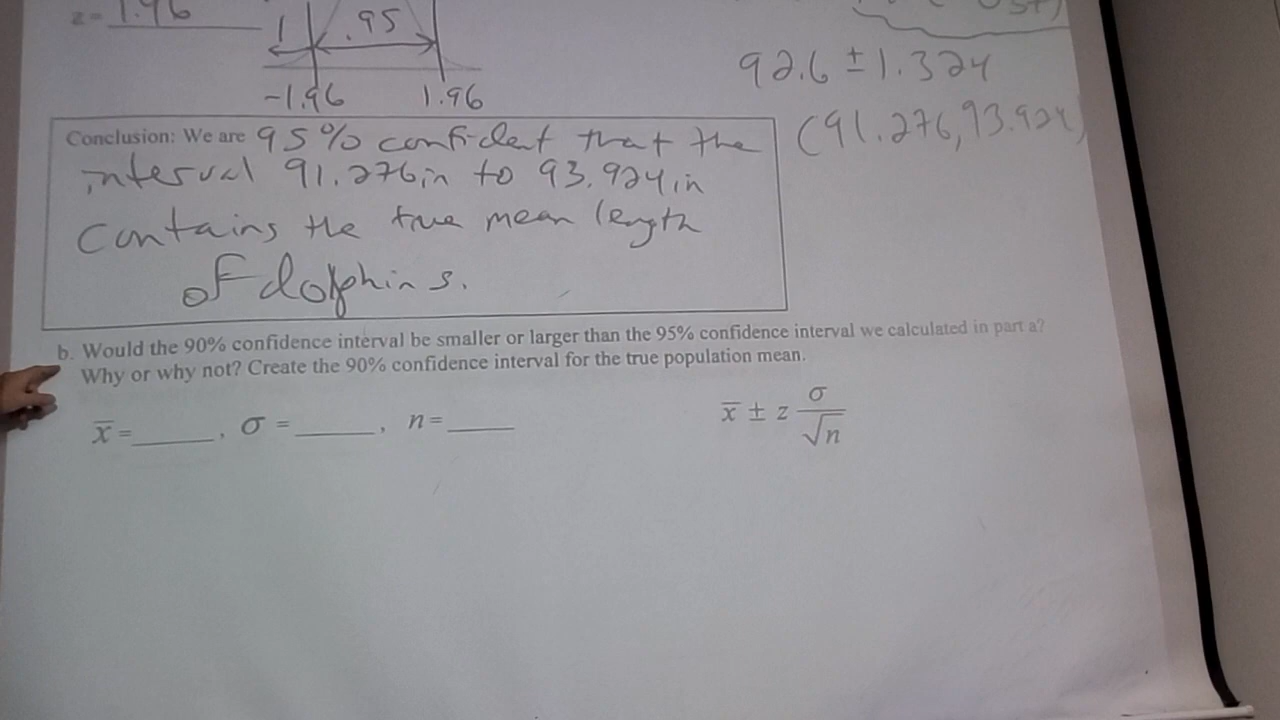 z = 1.96
1 .95
-1.96 1.96
92.6 ± 1.324
(91.276, 93.924)
Conclusion: We are 95% confident that the
interval 91.276in to 93.924in
contains the true mean length
of dolphins.
b. Would the 90% confidence interval be smaller or larger than the 95% confidence interval we calculated in part a?
Why or why not? Create the 90% confidence interval for the true population mean.
x̄ =______, σ =______, n=_____
x̄ ± z σ/√n